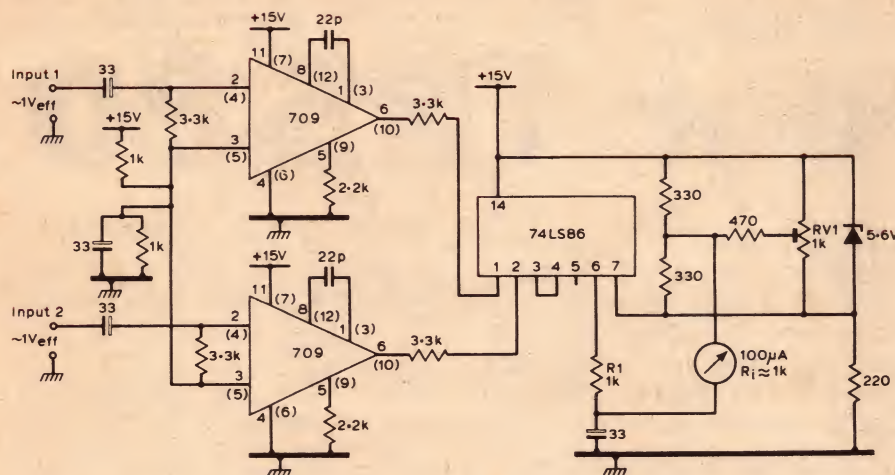 +15V
22p
11
(7)
8
(12)
1
(3)
Input 1
33
2
(4)
~1Veff
+15V
3·3k
1k
3
(5)
709
6
(10)
3·3k
5
(9)
4
(6)
2·2k
33
1k
+15V
14
74LS86
1 2 3 4 5 6 7
330
330
470
RV1
1k
5·6V
+15V
22p
11
(7)
8
(12)
1
(3)
Input 2
33
2
(4)
~1Veff
3·3k
3
(5)
709
6
(10)
3·3k
5
(9)
4
(6)
2·2k
R1
1k
33
100µA
Ri≈1k
220